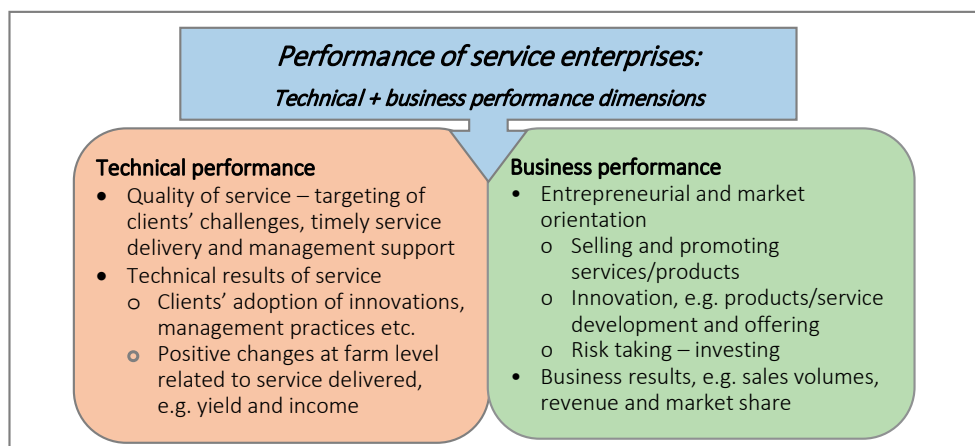 Performance of service enterprises:
Technical + business performance dimensions
Technical performance
• Quality of service – targeting of
clients’ challenges, timely service
delivery and management support
• Technical results of service
o Clients’ adoption of innovations,
management practices etc.
o Positive changes at farm level
related to service delivered,
e.g. yield and income
Business performance
• Entrepreneurial and market
orientation
o Selling and promoting
services/products
o Innovation, e.g. products/service
development and offering
o Risk taking – investing
• Business results, e.g. sales volumes,
revenue and market share